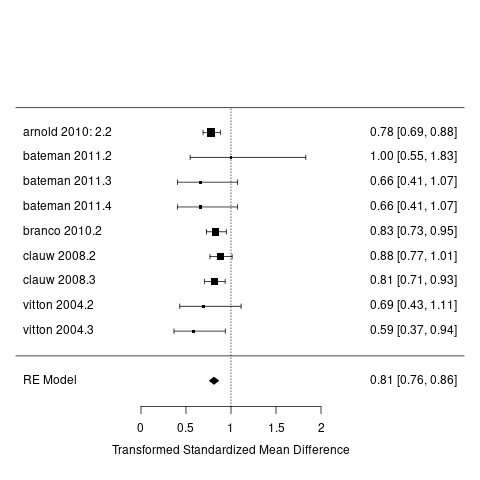 arnold 2010: 2.2 0.78 [0.69, 0.88]
bateman 2011.2 1.00 [0.55, 1.83]
bateman 2011.3 0.66 [0.41, 1.07]
bateman 2011.4 0.66 [0.41, 1.07]
branco 2010.2 0.83 [0.73, 0.95]
clauw 2008.2 0.88 [0.77, 1.01]
clauw 2008.3 0.81 [0.71, 0.93]
vitton 2004.2 0.69 [0.43, 1.11]
vitton 2004.3 0.59 [0.37, 0.94]
RE Model 0.81 [0.76, 0.86]
0 0.5 1 1.5 2
Transformed Standardized Mean Difference